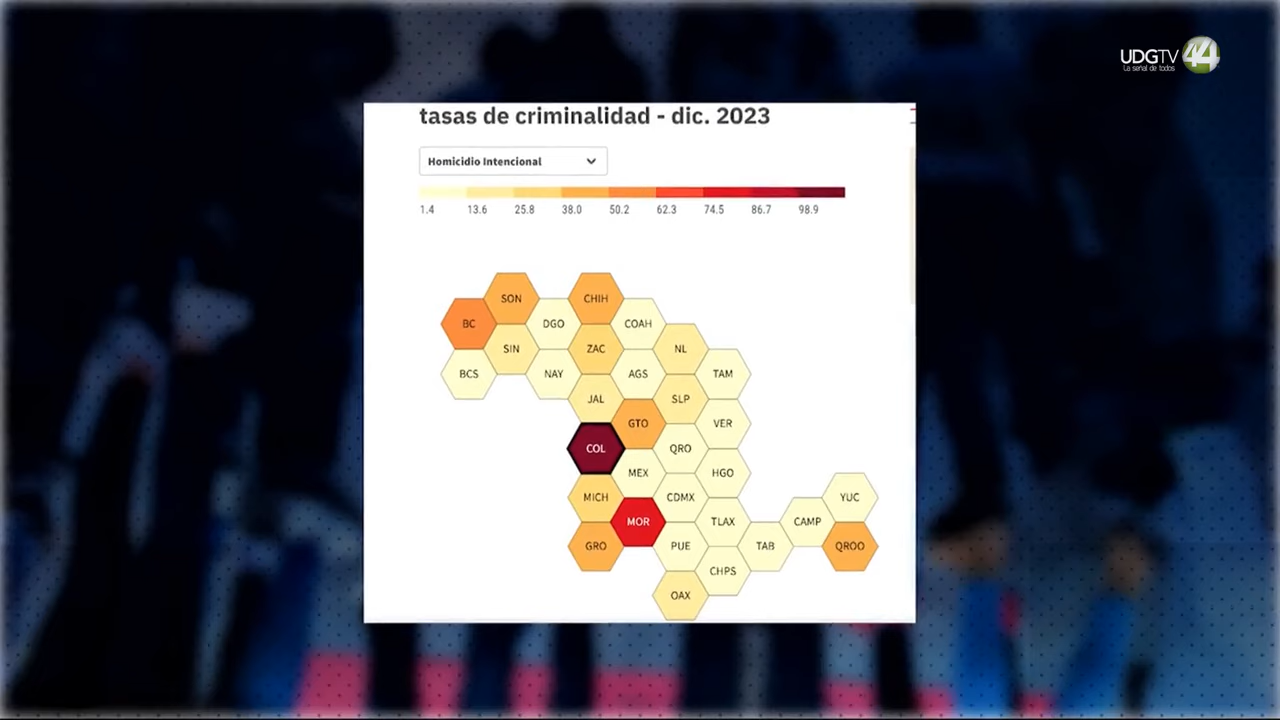 UDGTV 44
La señal de todos
tasas de criminalidad - dic. 2023
Homicidio Intencional
1.4 13.6 25.8 38.0 50.2 62.3 74.5 86.7 98.9
SON CHIH
BC DGO COAH
SIN ZAC NL
BCS NAY AGS TAM
JAL SLP
GTO VER
COL QRO
MEX HGO
MICH CDMX YUC
MOR TLAX CAMP
GRO PUE TAB QROO
CHPS
OAX